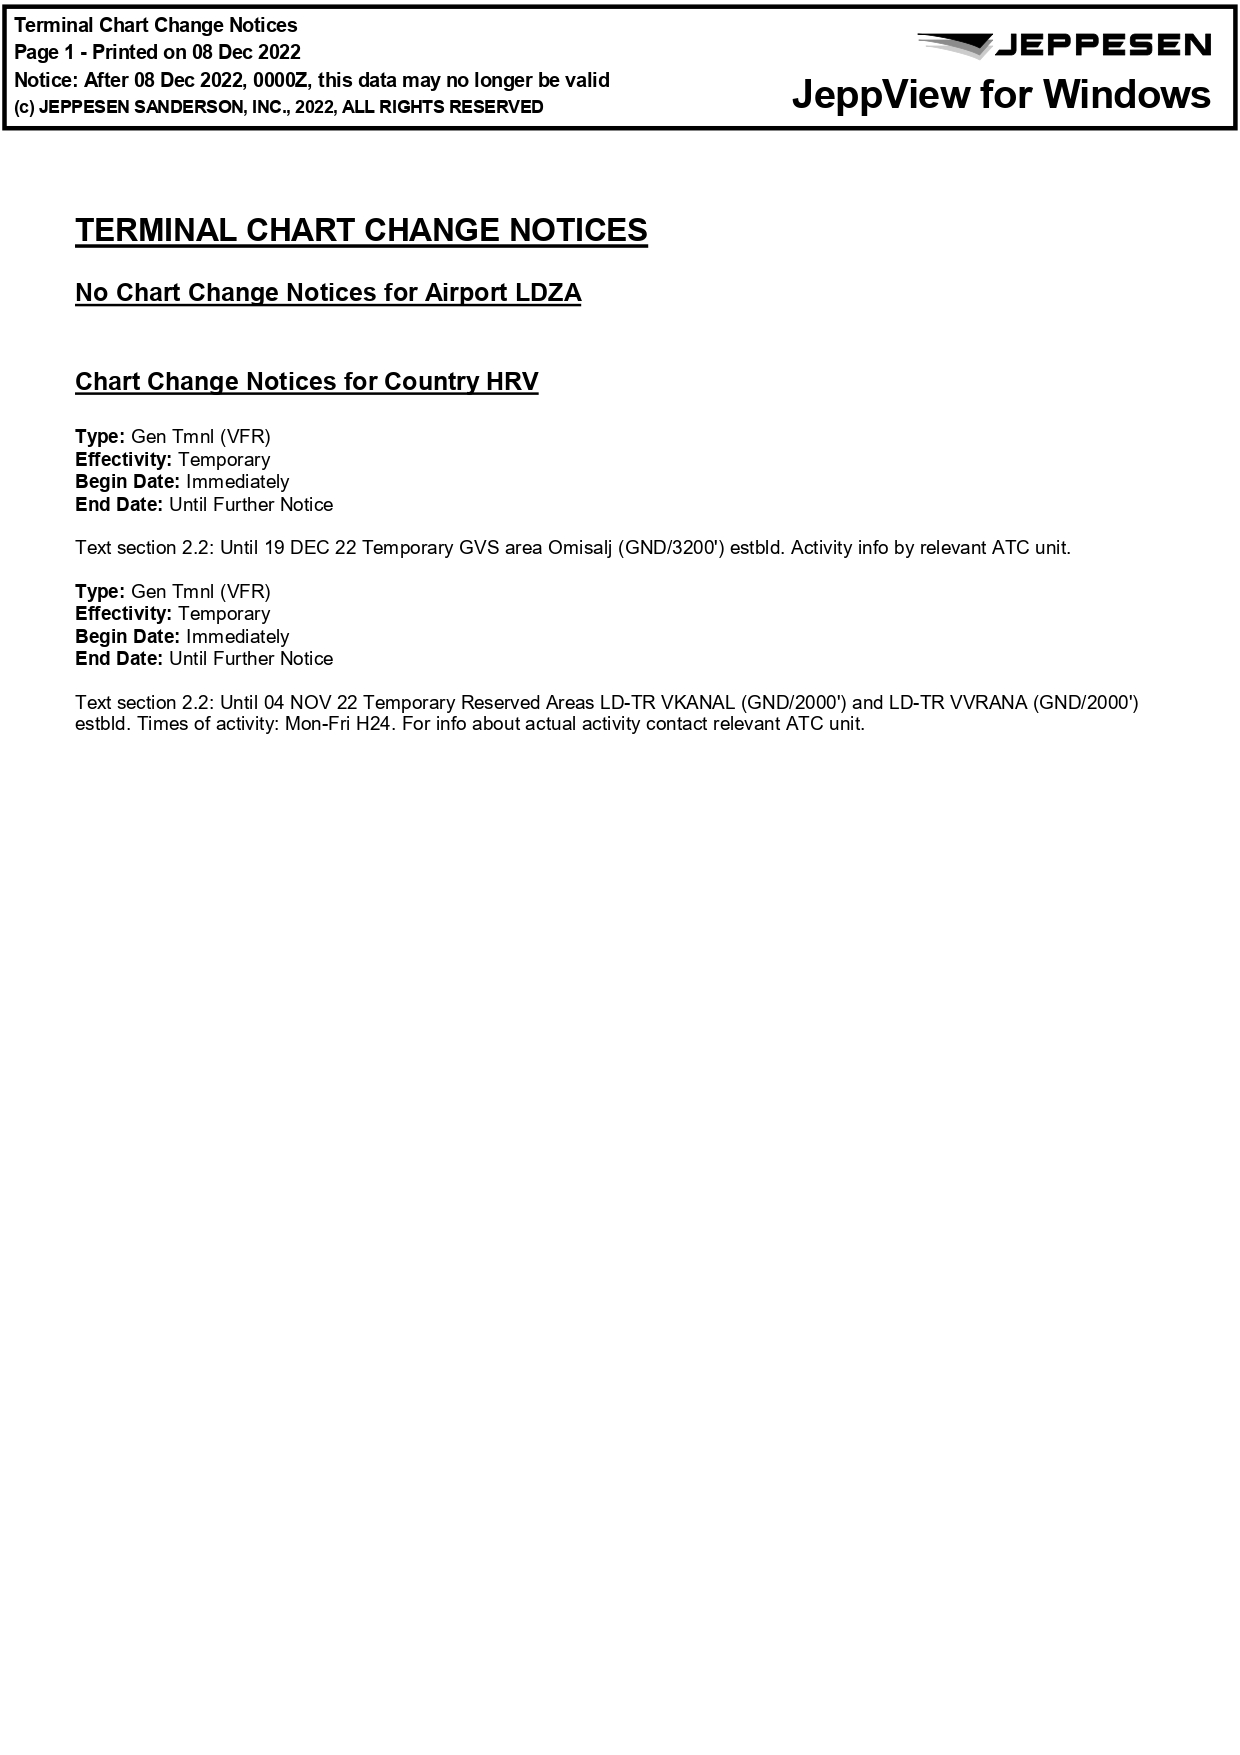 Terminal Chart Change Notices
Page 1 - Printed on 08 Dec 2022
Notice: After 08 Dec 2022, 0000Z, this data may no longer be valid
(c) JEPPESEN SANDERSON, INC., 2022, ALL RIGHTS RESERVED
JEPPESEN
JeppView for Windows
TERMINAL CHART CHANGE NOTICES
No Chart Change Notices for Airport LDZA
Chart Change Notices for Country HRV
Type: Gen Tmnl (VFR)
Effectivity: Temporary
Begin Date: Immediately
End Date: Until Further Notice
Text section 2.2: Until 19 DEC 22 Temporary GVS area Omisalj (GND/3200') estbld. Activity info by relevant ATC unit.
Type: Gen Tmnl (VFR)
Effectivity: Temporary
Begin Date: Immediately
End Date: Until Further Notice
Text section 2.2: Until 04 NOV 22 Temporary Reserved Areas LD-TR VKANAL (GND/2000') and LD-TR VVRANA (GND/2000')
estbld. Times of activity: Mon-Fri H24. For info about actual activity contact relevant ATC unit.